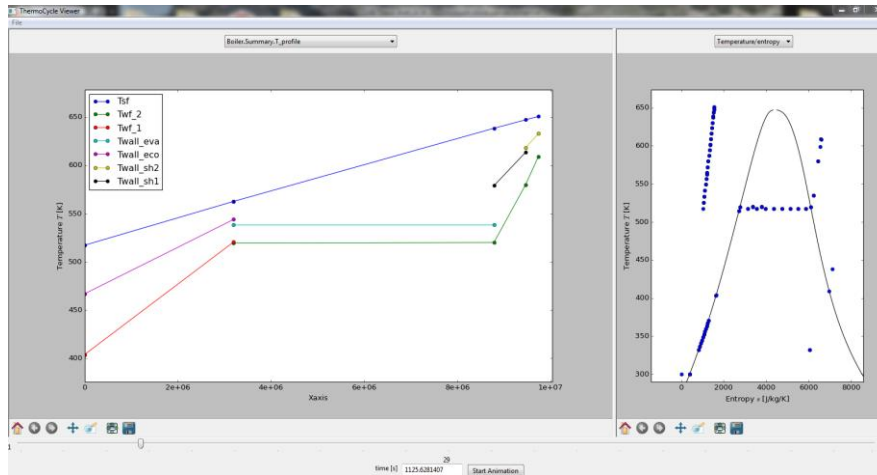 ThermoCycle Viewer
File
Boiler.Summary.T_profile
Temperature/entropy
Tsf
Twf_2
Twf_1
Twall_eva
Twall_eco
Twall_sh2
Twall_sh1
650
600
550
500
450
400
Temperature T [K]
0
2e+06
4e+06
6e+06
8e+06
1e+07
Xaxis
650
600
550
500
450
400
350
300
Temperature T [K]
0
2000
4000
6000
8000
Entropy s [J/kg/K]
1
29
time [s]
1125.6281407
Start Animation